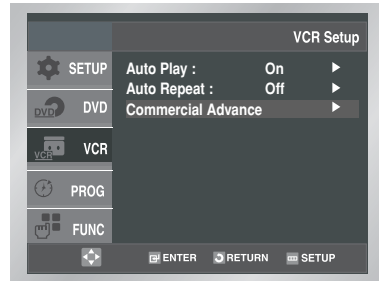 VCR Setup
SETUP
Auto Play : On
Auto Repeat : Off
DVD DVD
Commercial Advance
VCR VCR
PROG
FUNC
ENTER RETURN SETUP